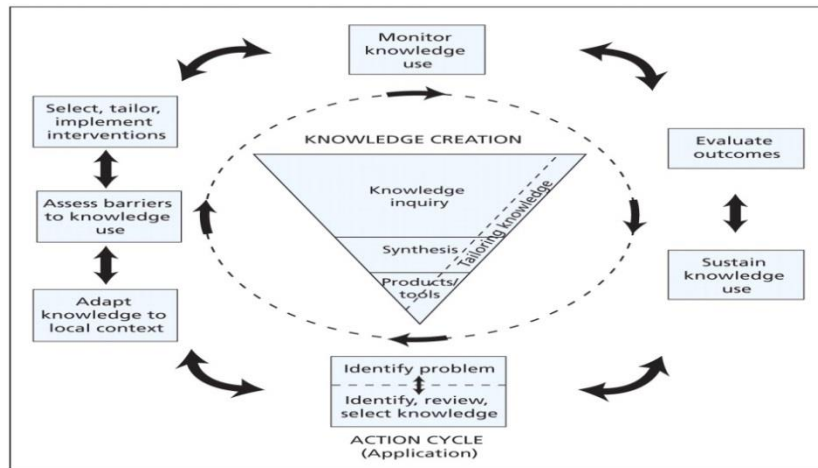 Monitor
knowledge
use
Select, tailor,
implement
interventions
Evaluate
outcomes
KNOWLEDGE CREATION
Knowledge
inquiry
Tailoring knowledge
Synthesis
Products/
tools
Assess barriers
to knowledge
use
Sustain
knowledge
use
Adapt
knowledge to
local context
Identify problem
Identify, review,
select knowledge
ACTION CYCLE
(Application)